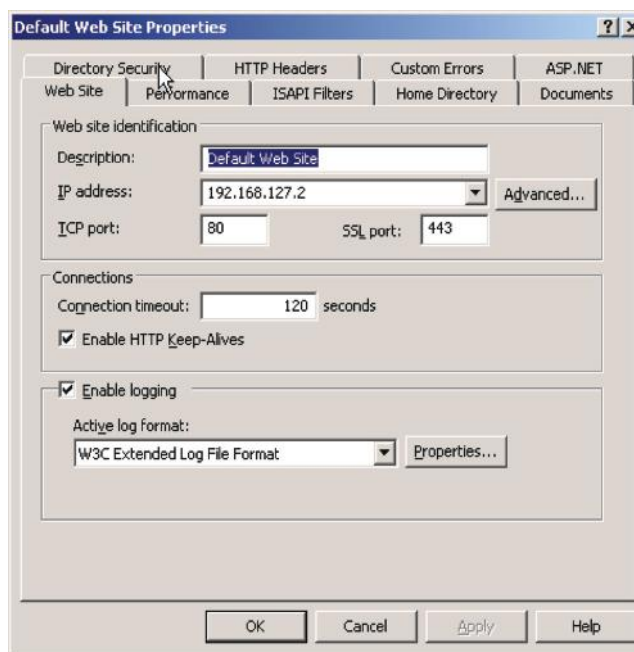 Default Web Site Properties
Directory Security HTTP Headers Custom Errors ASP.NET
Web Site Performance ISAPI Filters Home Directory Documents
Web site identification
Description: Default Web Site
IP address: 192.168.127.2 Advanced...
TCP port: 80 SSL port: 443
Connections
Connection timeout: 120 seconds
Enable HTTP Keep-Alives
Enable logging
Active log format:
W3C Extended Log File Format Properties...
OK Cancel Apply Help